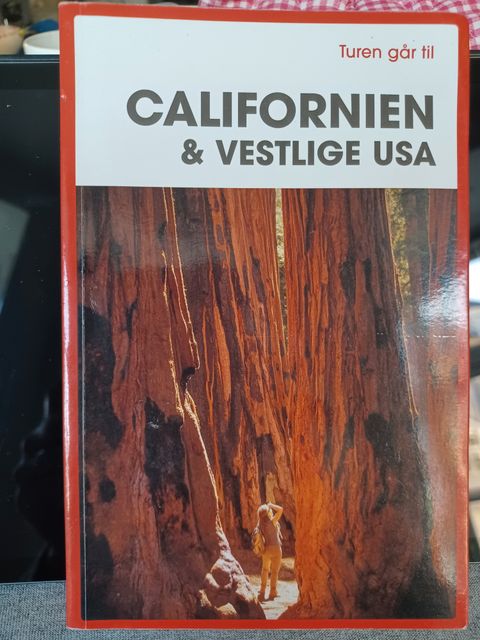 Turen går til
CALIFORNIEN
& VESTLIGE USA